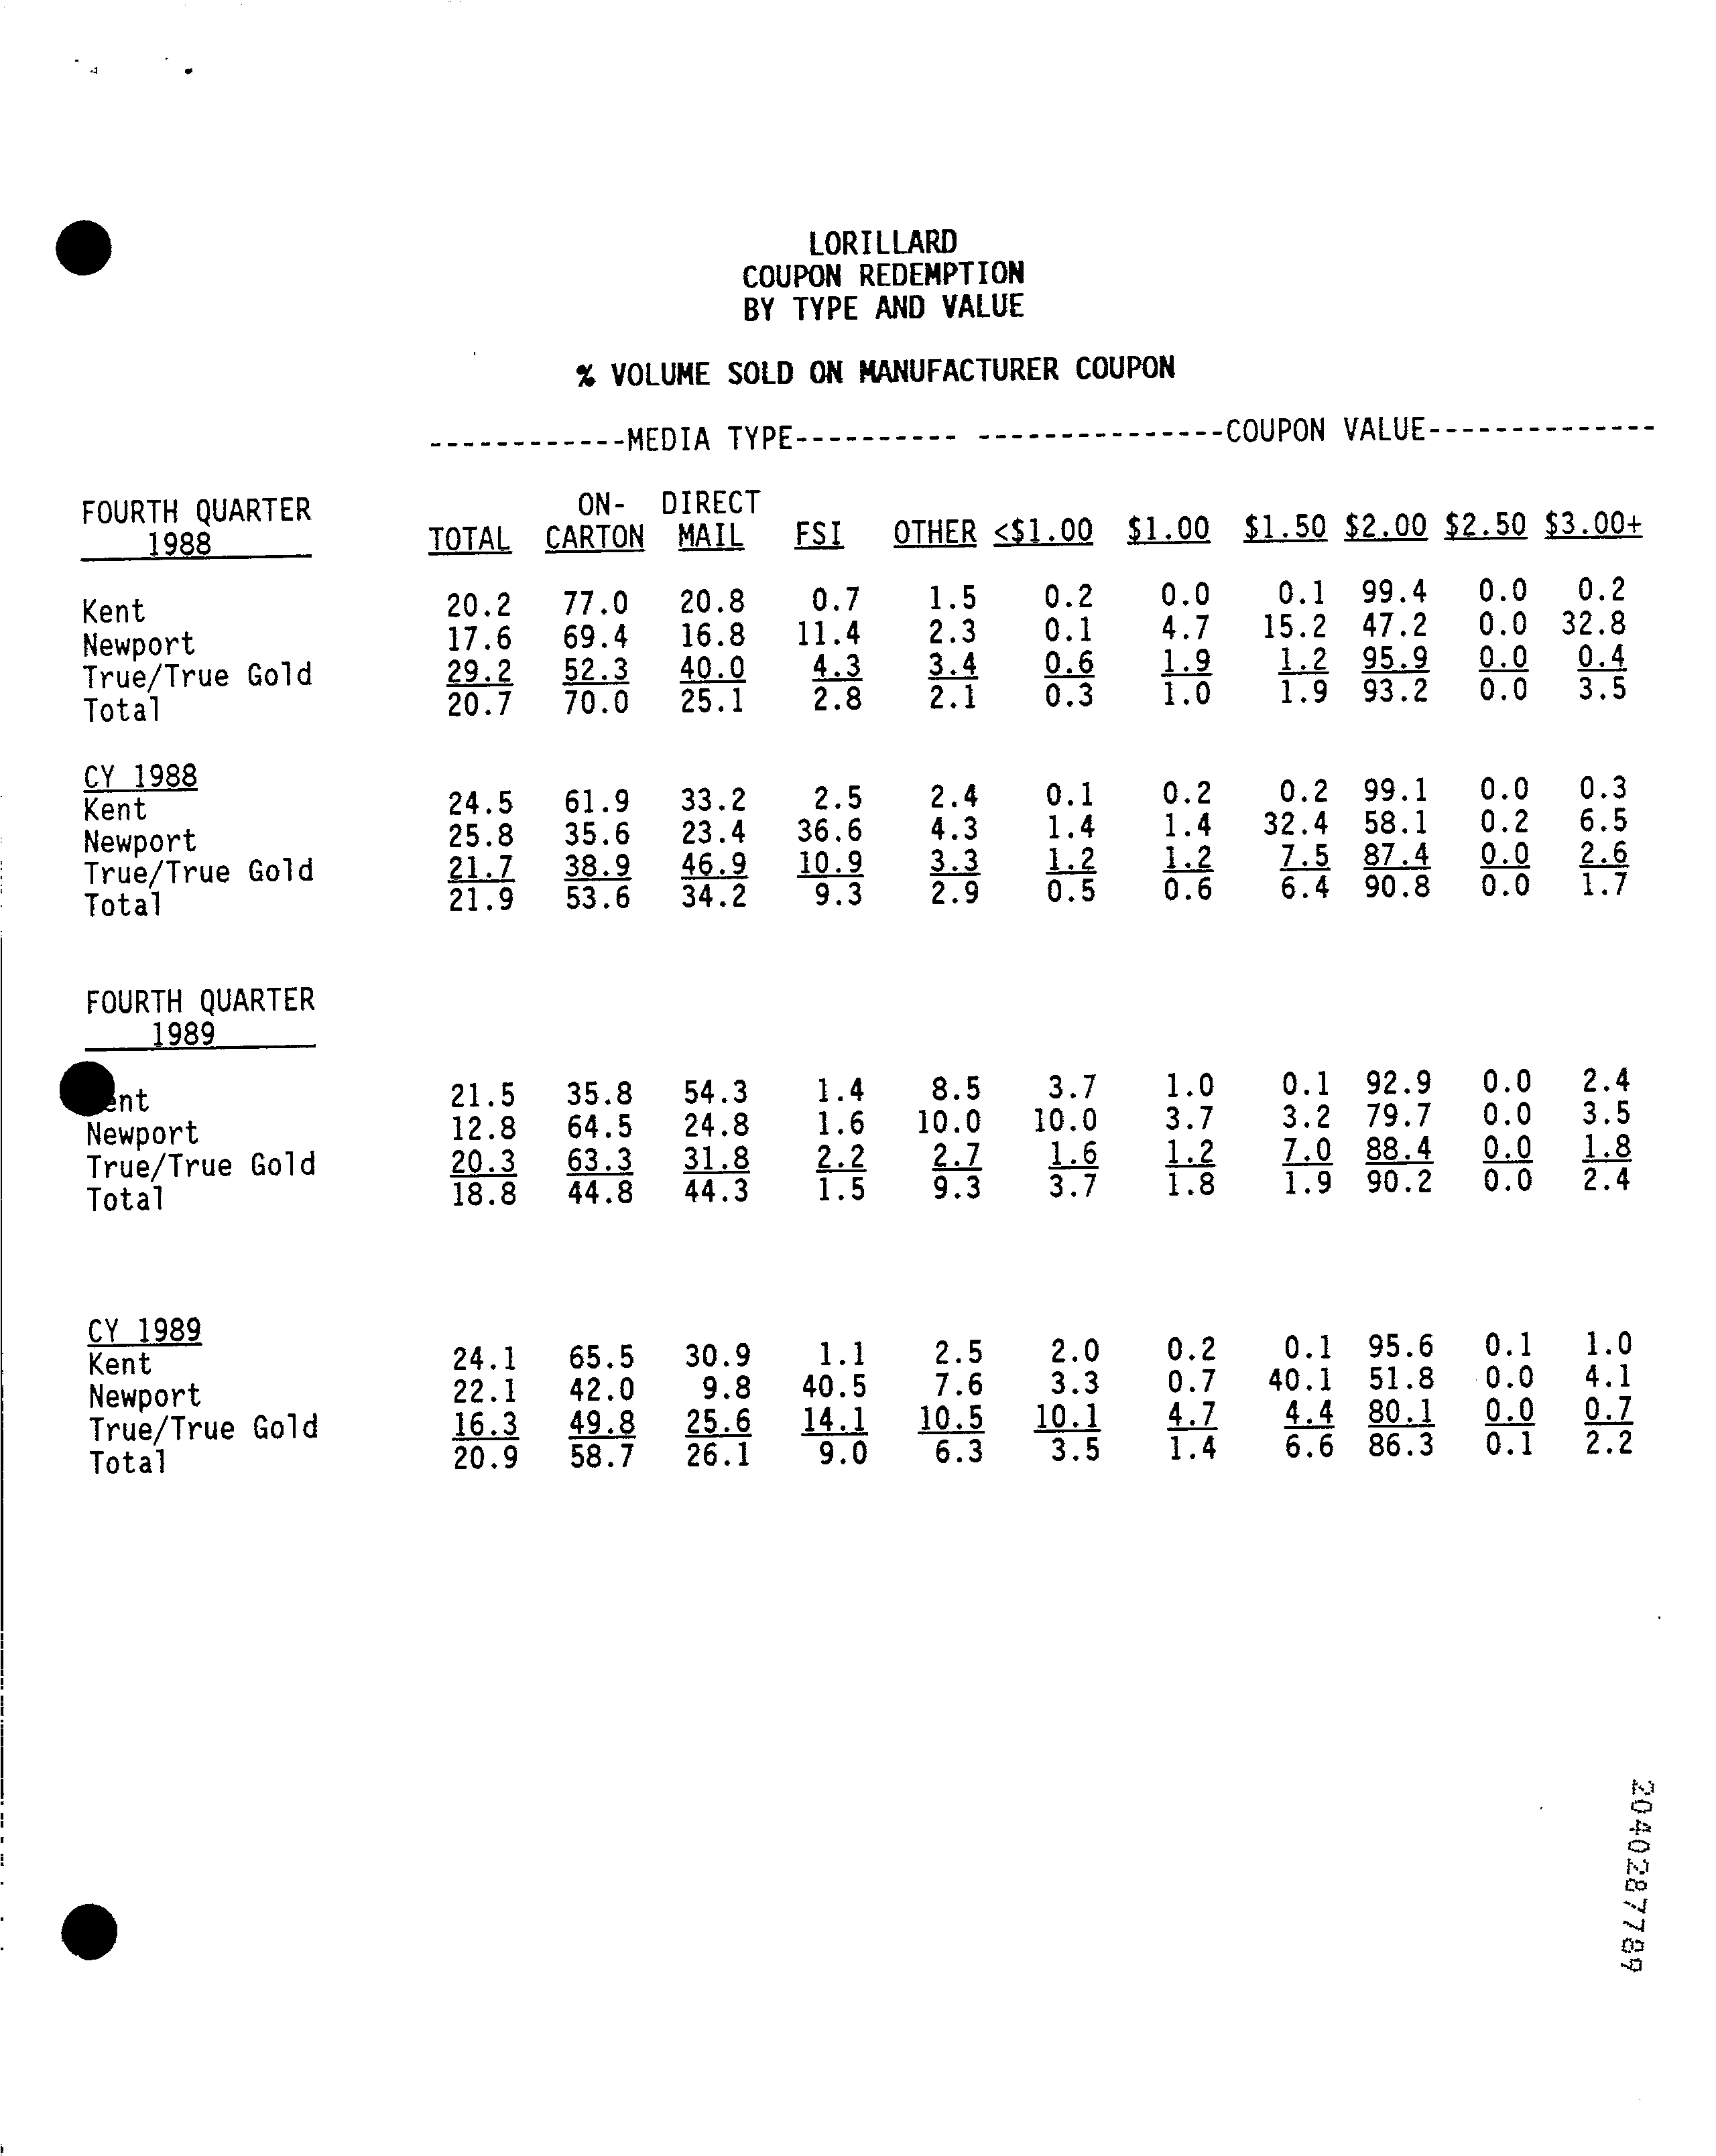 LORILLARD
COUPON REDEMPTION
BY TYPE AND VALUE
% VOLUME SOLD ON MANUFACTURER COUPON
------------MEDIA TYPE---------- ---------------COUPON VALUE--------------
FOURTH QUARTER ON- DIRECT
1988 TOTAL CARTON MAIL FSI OTHER <$1.00 $1.00 $1.50 $2.00 $2.50 $3.00+
Kent 20.2 77.0 20.8 0.7 1.5 0.2 0.0 0.1 99.4 0.0 0.2
Newport 17.6 69.4 16.8 11.4 2.3 0.1 4.7 15.2 47.2 0.0 32.8
True/True Gold 29.2 52.3 40.0 4.3 3.4 0.6 1.9 1.2 95.9 0.0 0.4
Total 20.7 70.0 25.1 2.8 2.1 0.3 1.0 1.9 93.2 0.0 3.5
CY 1988
Kent 24.5 61.9 33.2 2.5 2.4 0.1 0.2 0.2 99.1 0.0 0.3
Newport 25.8 35.6 23.4 36.6 4.3 1.4 1.4 32.4 58.1 0.2 6.5
True/True Gold 21.7 38.9 46.9 10.9 3.3 1.2 1.2 7.5 87.4 0.0 2.6
Total 21.9 53.6 34.2 9.3 2.9 0.5 0.6 6.4 90.8 0.0 1.7
FOURTH QUARTER
1989
ent 21.5 35.8 54.3 1.4 8.5 3.7 1.0 0.1 92.9 0.0 2.4
Newport 12.8 64.5 24.8 1.6 10.0 10.0 3.7 3.2 79.7 0.0 3.5
True/True Gold 20.3 63.3 31.8 2.2 2.7 1.6 1.2 7.0 88.4 0.0 1.8
Total 18.8 44.8 44.3 1.5 9.3 3.7 1.8 1.9 90.2 0.0 2.4
CY 1989
Kent 24.1 65.5 30.9 1.1 2.5 2.0 0.2 0.1 95.6 0.1 1.0
Newport 22.1 42.0 9.8 40.5 7.6 3.3 0.7 40.1 51.8 0.0 4.1
True/True Gold 16.3 49.8 25.6 14.1 10.5 10.1 4.7 4.4 80.1 0.0 0.7
Total 20.9 58.7 26.1 9.0 6.3 3.5 1.4 6.6 86.3 0.1 2.2
2040287789